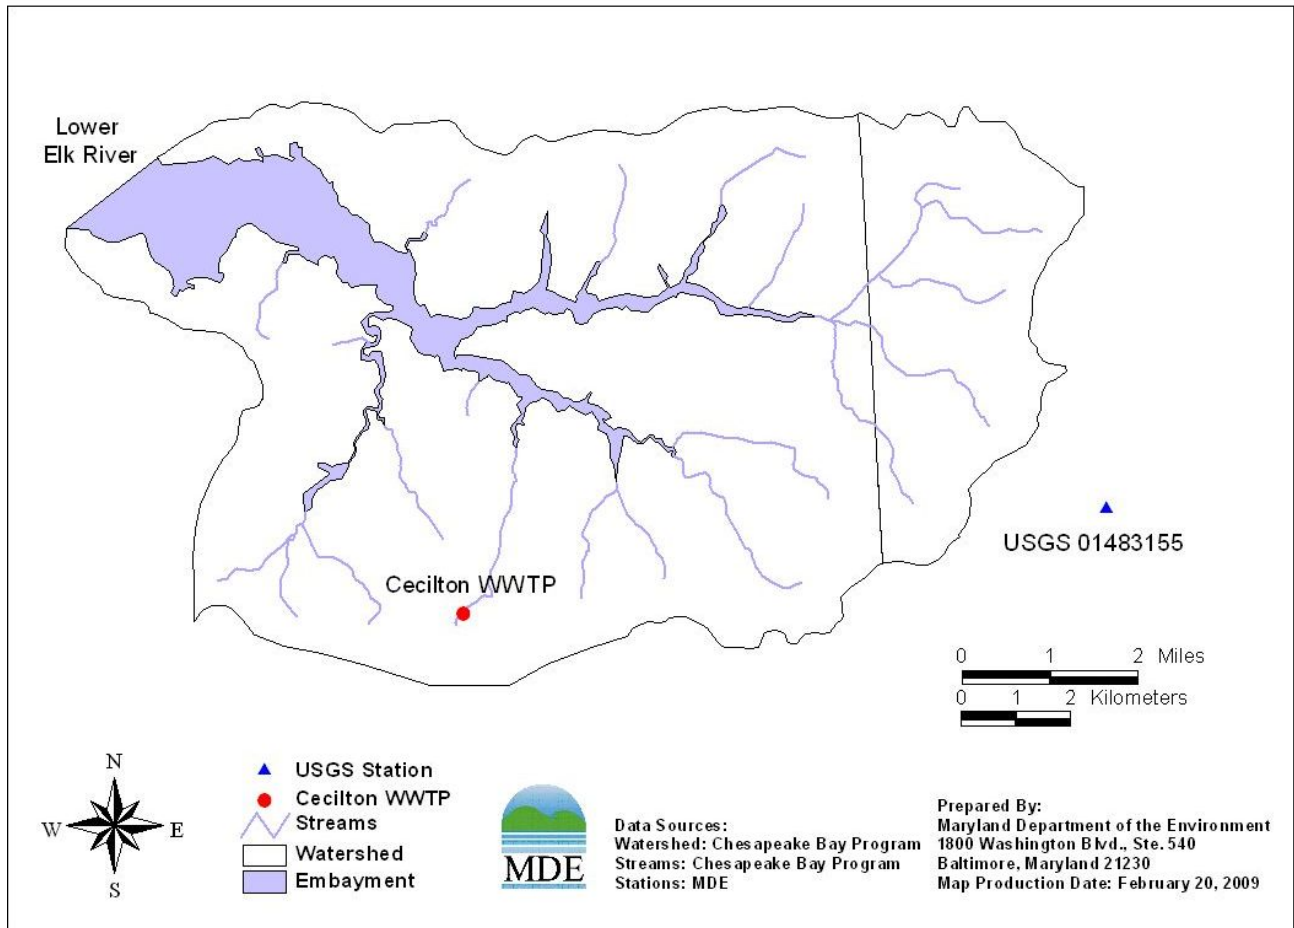 Lower
Elk River
Cecilton WWTP
USGS 01483155
0 1 2 Miles
0 1 2 Kilometers
N
W E
S
USGS Station
Cecilton WWTP
Streams
Watershed
Embayment
MDE
Data Sources:
Watershed: Chesapeake Bay Program
Streams: Chesapeake Bay Program
Stations: MDE
Prepared By:
Maryland Department of the Environment
1800 Washington Blvd., Ste. 540
Baltimore, Maryland 21230
Map Production Date: February 20, 2009